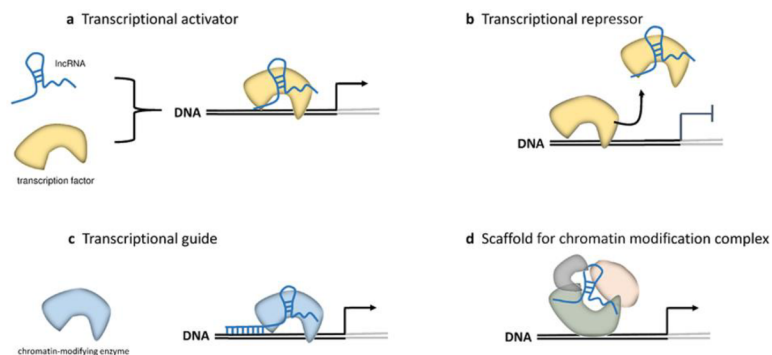 a Transcriptional activator
lncRNA
DNA
transcription factor
b Transcriptional repressor
DNA
c Transcriptional guide
DNA
chromatin-modifying enzyme
d Scaffold for chromatin modification complex
DNA